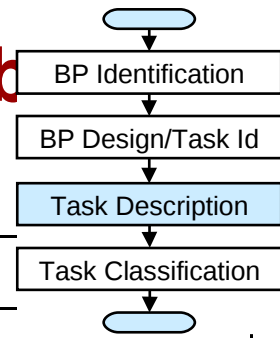 b
BP Identification
BP Design/Task Id
Task Description
Task Classification